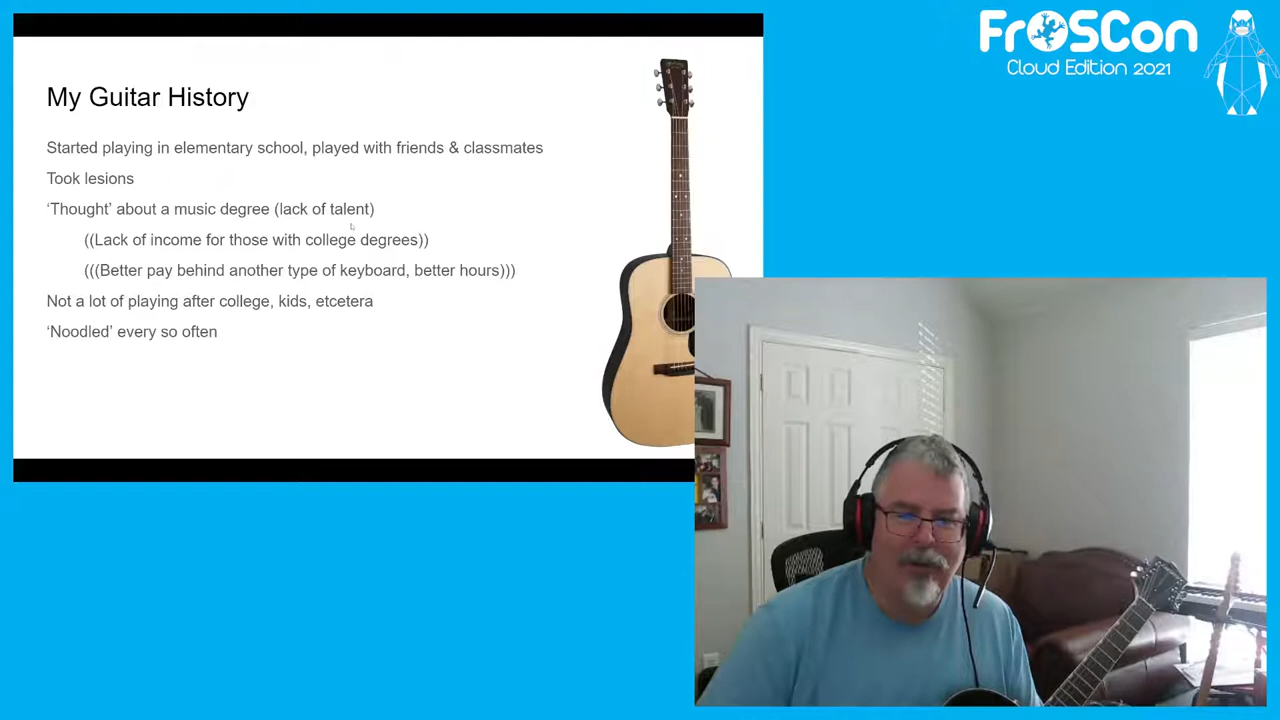 FrOSCon
Cloud Edition 2021
My Guitar History
Started playing in elementary school, played with friends & classmates
Took lesions
‘Thought’ about a music degree (lack of talent)
((Lack of income for those with college degrees))
(((Better pay behind another type of keyboard, better hours)))
Not a lot of playing after college, kids, etcetera
‘Noodled’ every so often